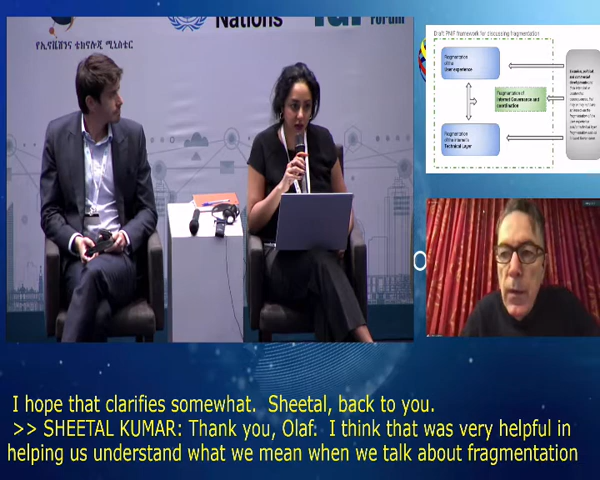 Nations
Forum
የኢኖቬሽንና ቴክኖሎጂ ሚኒስቴር
Draft PNIF framework for discussing fragmentation
Fragmentation
of the
User experience
Fragmentation of
Internet Governance and
coordination
Fragmentation
of the Internet's
Technical Layer
I hope that clarifies somewhat. Sheetal, back to you.
>> SHEETAL KUMAR: Thank you, Olaf. I think that was very helpful in
helping us understand what we mean when we talk about fragmentation